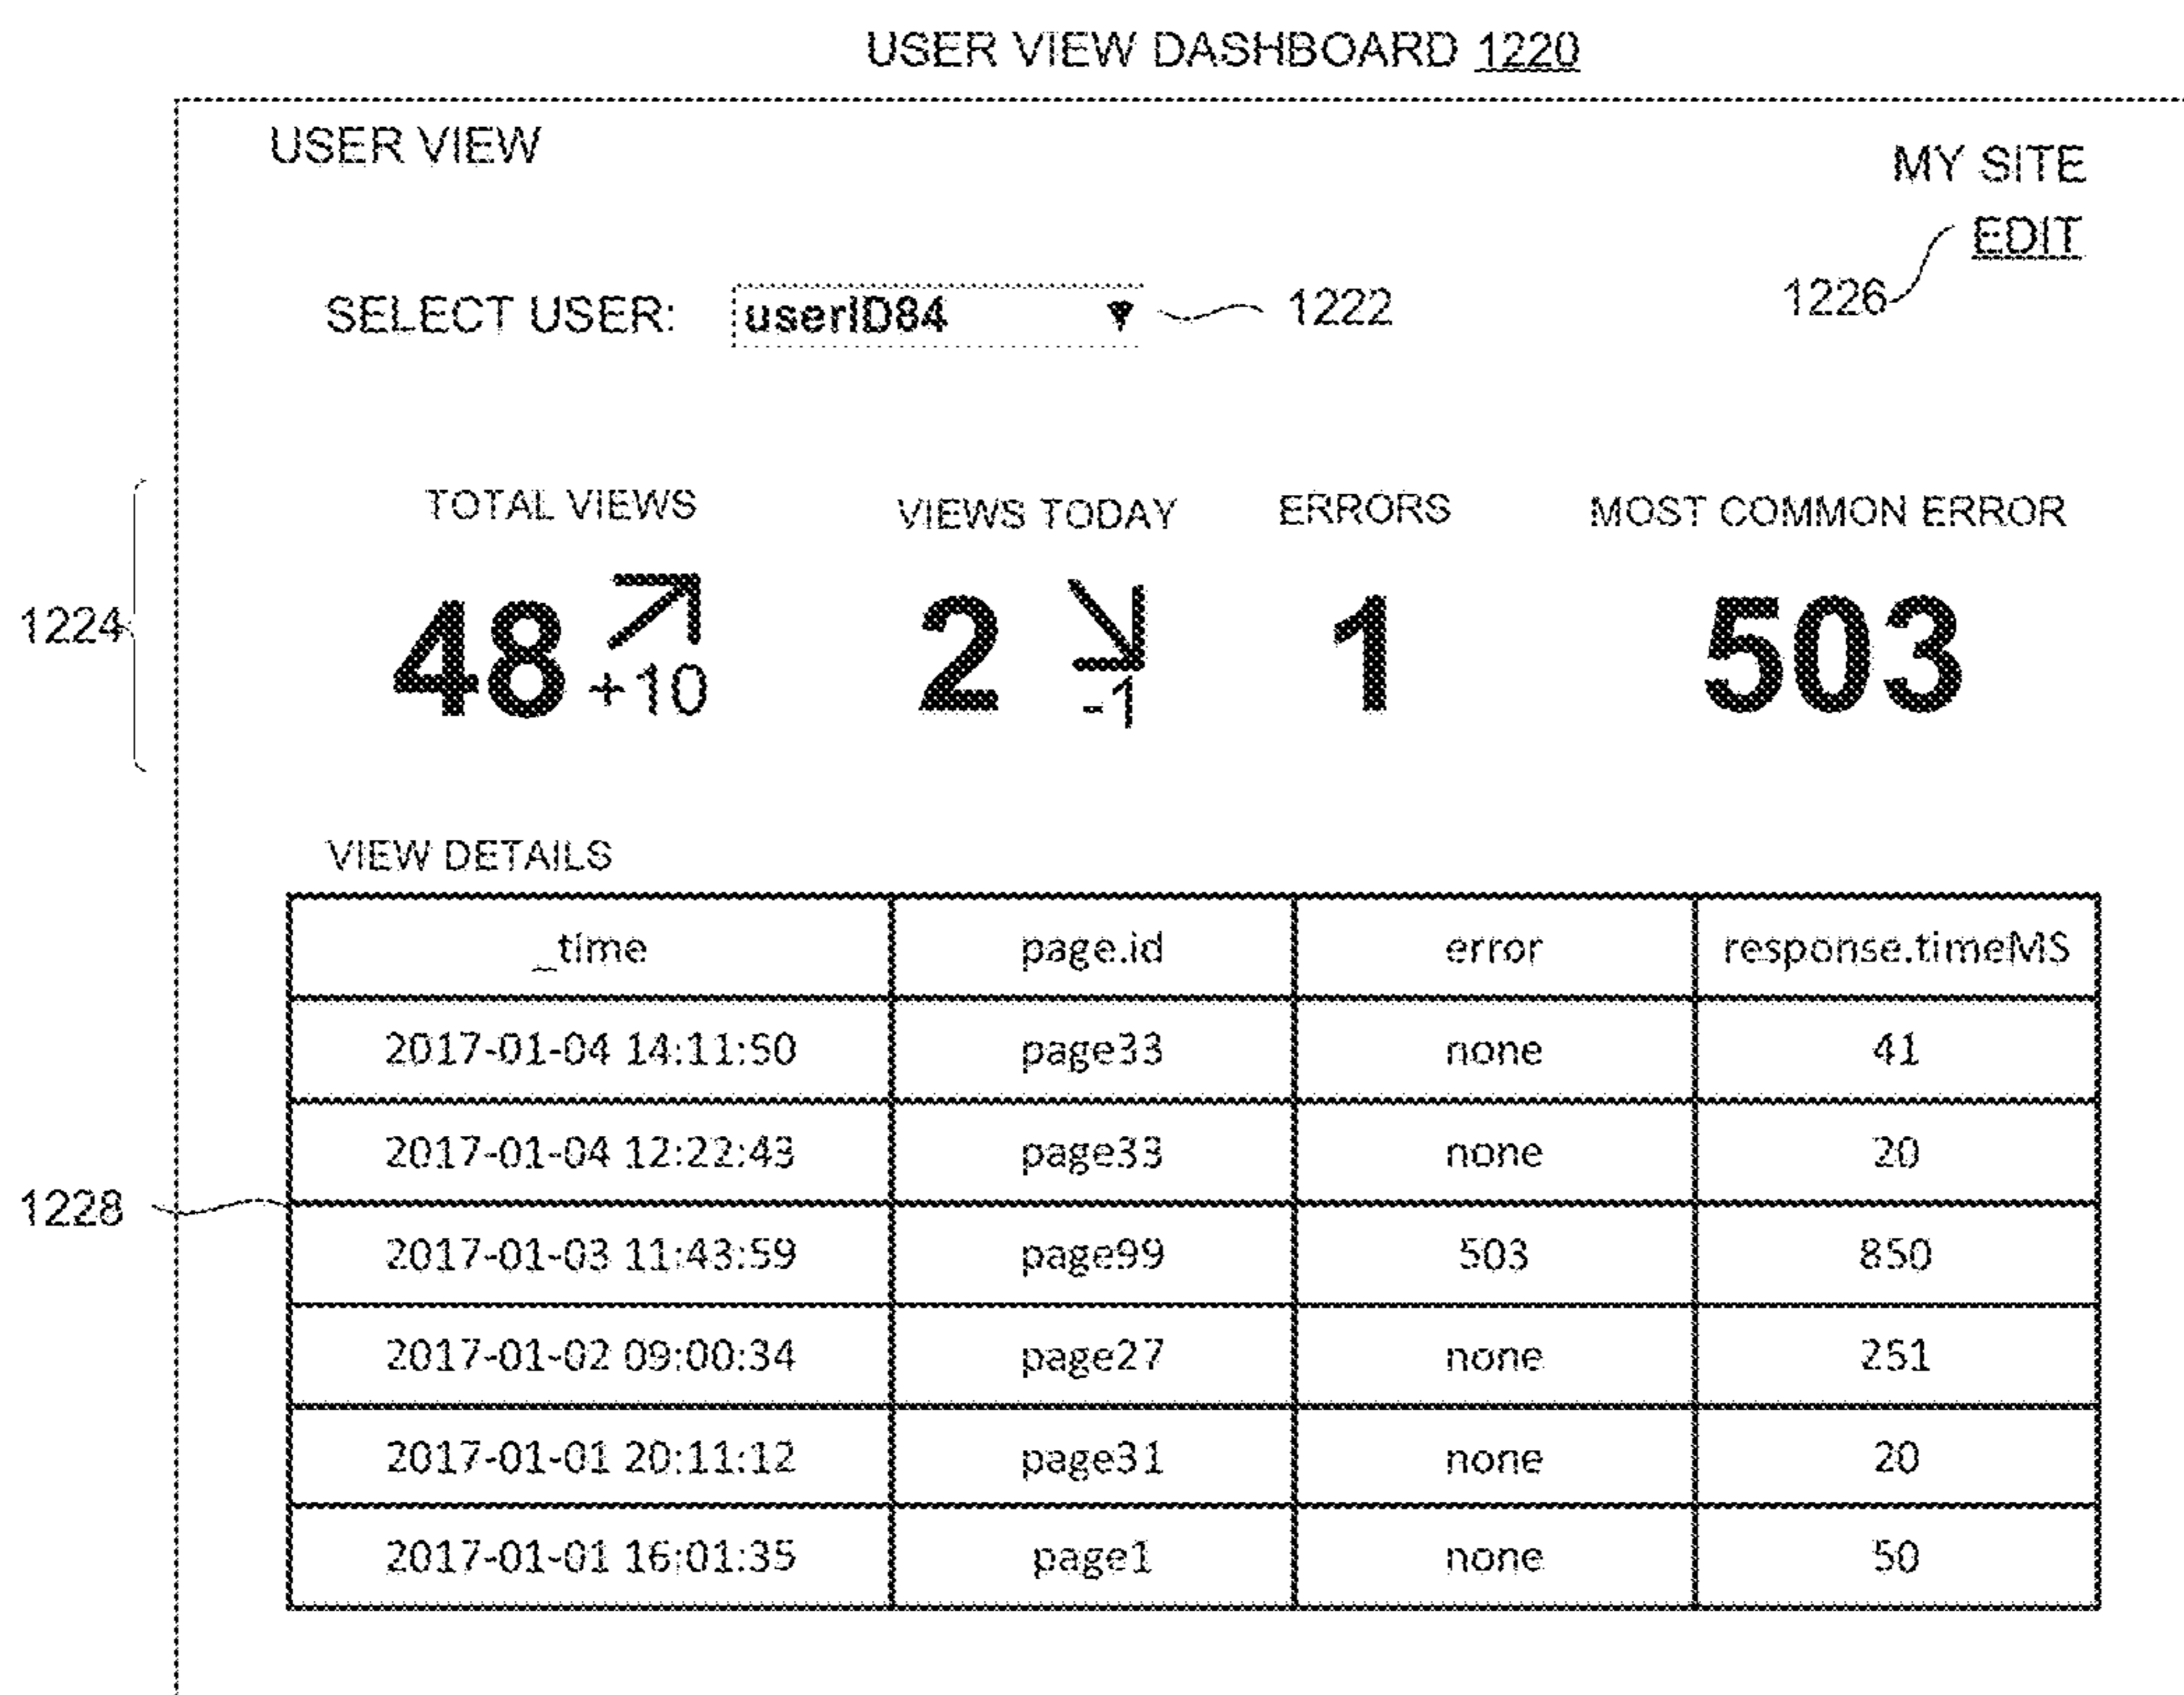 USER VIEW DASHBOARD 1220
USER VIEW
MY SITE
EDIT
1226
SELECT USER: userID84 ▼ 1222
1224
TOTAL VIEWS VIEWS TODAY ERRORS MOST COMMON ERROR
48 +10 2 -1 1 503
VIEW DETAILS
_time page.id error response.timeMS
2017-01-04 14:11:50 page33 none 41
2017-01-04 12:22:43 page33 none 20
1228
2017-01-03 11:43:59 page99 503 850
2017-01-02 09:00:34 page27 none 251
2017-01-01 20:11:12 page31 none 20
2017-01-01 16:01:35 page1 none 50